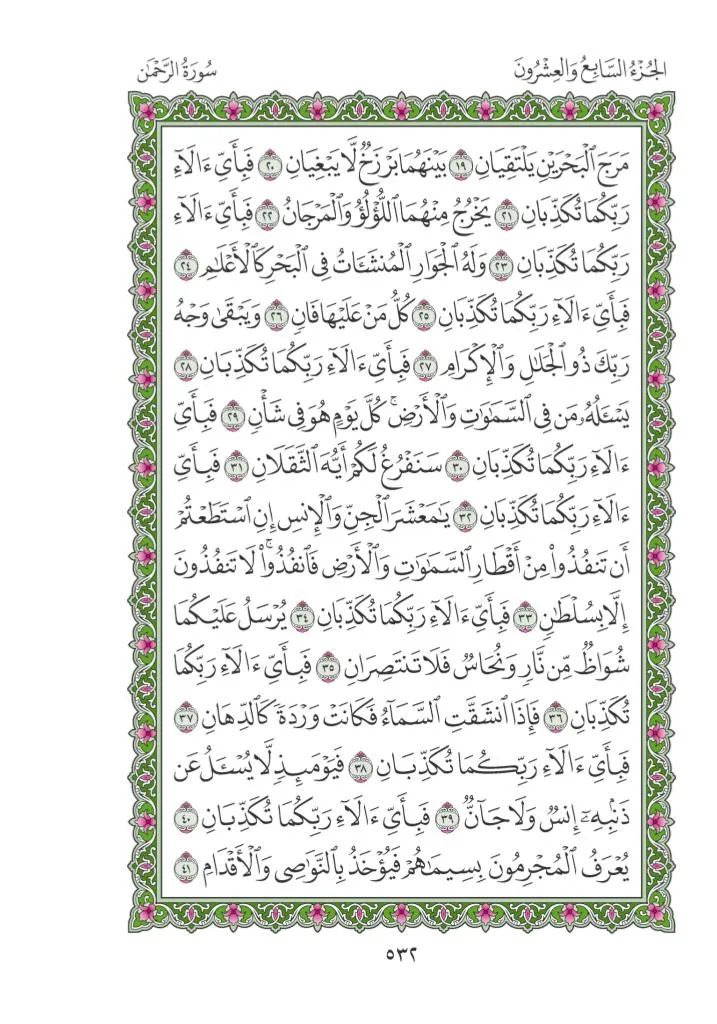 الجُزْءُ السَّابِعُ وَالعِشْرُونَ
سُورَةُ الرَّحْمَٰن
مَرَجَ ٱلۡبَحۡرَيۡنِ يَلۡتَقِيَانِ ١٩ بَيۡنَهُمَا بَرۡزَخٞ لَّا يَبۡغِيَانِ ٢٠ فَبِأَيِّ ءَالَآءِ
رَبِّكُمَا تُكَذِّبَانِ ٢١ يَخۡرُجُ مِنۡهُمَا ٱللُّؤۡلُؤُ وَٱلۡمَرۡجَانُ ٢٢ فَبِأَيِّ ءَالَآءِ
رَبِّكُمَا تُكَذِّبَانِ ٢٣ وَلَهُ ٱلۡجَوَارِ ٱلۡمُنشَـَٔاتُ فِي ٱلۡبَحۡرِ كَٱلۡأَعۡلَٰمِ ٢٤
فَبِأَيِّ ءَالَآءِ رَبِّكُمَا تُكَذِّبَانِ ٢٥ كُلُّ مَنۡ عَلَيۡهَا فَانٖ ٢٦ وَيَبۡقَىٰ وَجۡهُ
رَبِّكَ ذُو ٱلۡجَلَٰلِ وَٱلۡإِكۡرَامِ ٢٧ فَبِأَيِّ ءَالَآءِ رَبِّكُمَا تُكَذِّبَانِ ٢٨
يَسۡـَٔلُهُۥ مَن فِي ٱلسَّمَٰوَٰتِ وَٱلۡأَرۡضِۚ كُلَّ يَوۡمٍ هُوَ فِي شَأۡنٖ ٢٩ فَبِأَيِّ
ءَالَآءِ رَبِّكُمَا تُكَذِّبَانِ ٣٠ سَنَفۡرُغُ لَكُمۡ أَيُّهَ ٱلثَّقَلَانِ ٣١ فَبِأَيِّ
ءَالَآءِ رَبِّكُمَا تُكَذِّبَانِ ٣٢ يَٰمَعۡشَرَ ٱلۡجِنِّ وَٱلۡإِنسِ إِنِ ٱسۡتَطَعۡتُمۡ
أَن تَنفُذُواْ مِنۡ أَقۡطَارِ ٱلسَّمَٰوَٰتِ وَٱلۡأَرۡضِ فَٱنفُذُواْۚ لَا تَنفُذُونَ
إِلَّا بِسُلۡطَٰنٖ ٣٣ فَبِأَيِّ ءَالَآءِ رَبِّكُمَا تُكَذِّبَانِ ٣٤ يُرۡسَلُ عَلَيۡكُمَا
شُوَاظٞ مِّن نَّارٖ وَنُحَاسٞ فَلَا تَنتَصِرَانِ ٣٥ فَبِأَيِّ ءَالَآءِ رَبِّكُمَا
تُكَذِّبَانِ ٣٦ فَإِذَا ٱنشَقَّتِ ٱلسَّمَآءُ فَكَانَتۡ وَرۡدَةٗ كَٱلدِّهَانِ ٣٧
فَبِأَيِّ ءَالَآءِ رَبِّكُمَا تُكَذِّبَانِ ٣٨ فَيَوۡمَئِذٖ لَّا يُسۡـَٔلُ عَن
ذَنۢبِهِۦٓ إِنسٞ وَلَا جَآنّٞ ٣٩ فَبِأَيِّ ءَالَآءِ رَبِّكُمَا تُكَذِّبَانِ ٤٠
يُعۡرَفُ ٱلۡمُجۡرِمُونَ بِسِيمَٰهُمۡ فَيُؤۡخَذُ بِٱلنَّوَٰصِي وَٱلۡأَقۡدَامِ ٤١
٥٣٢